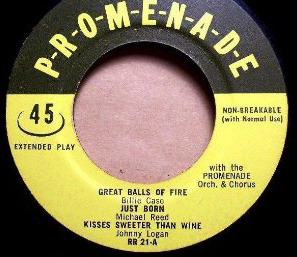 P·R·O·M·E·N·A·D·E
45
EXTENDED PLAY
NON-BREAKABLE
(with Normal Use)
with the
PROMENADE
Orch. & Chorus
GREAT BALLS OF FIRE
Billie Case
JUST BORN
Michael Reed
KISSES SWEETER THAN WINE
Johnny Logan
RR 21-A